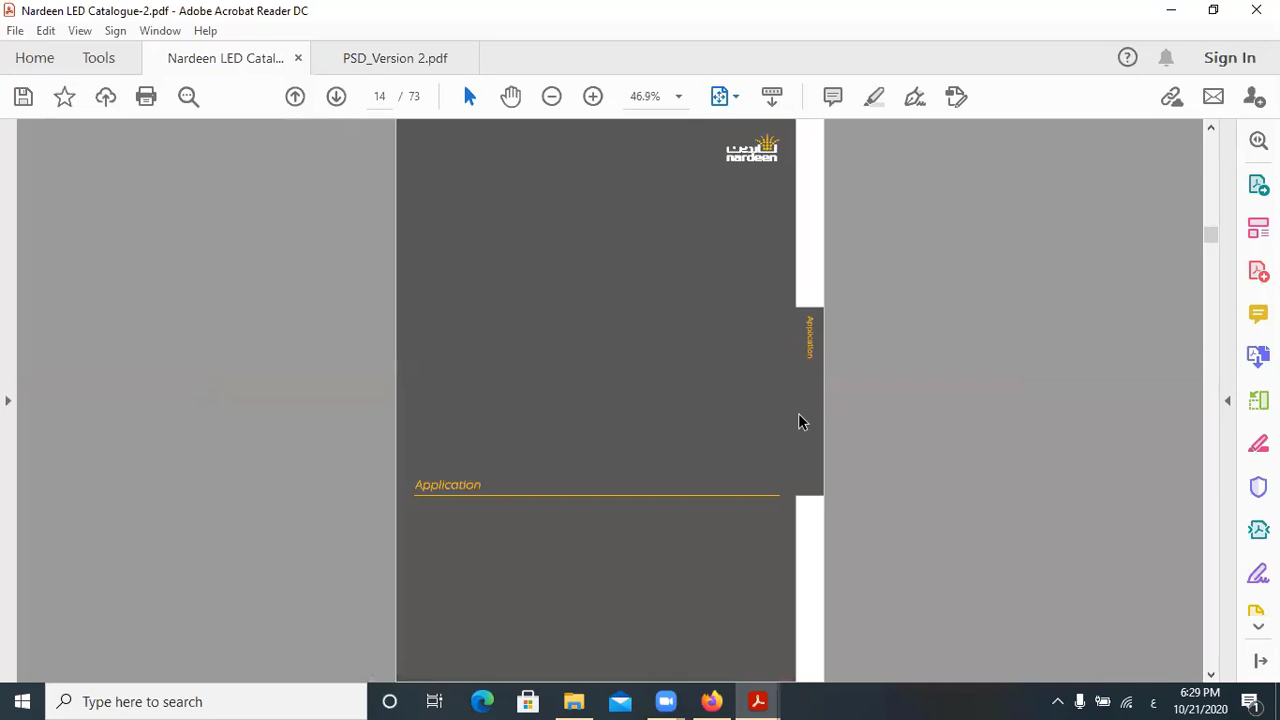 Nardeen LED Catalogue-2.pdf - Adobe Acrobat Reader DC
File Edit View Sign Window Help
Home Tools Nardeen LED Catal... × PSD_Version 2.pdf Sign In
14 / 73 46.9%
ناردين
nardeen
Application
Application
Type here to search
ع
6:29 PM
10/21/2020
1